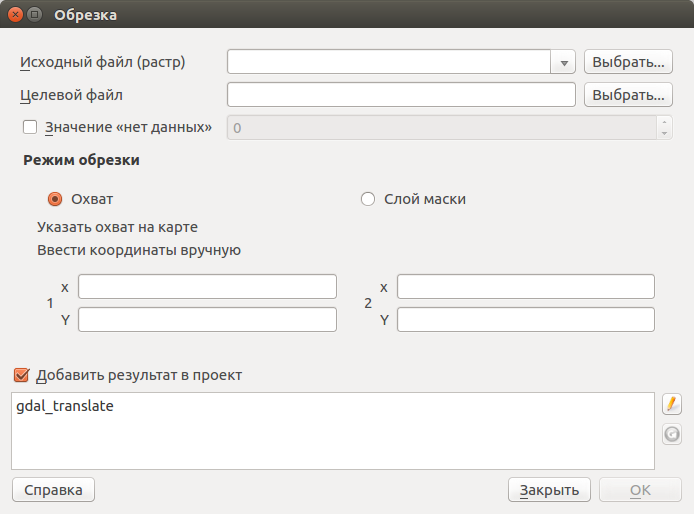 Обрезка
Исходный файл (растр) Выбрать...
Целевой файл Выбрать...
Значение «нет данных» 0
Режим обрезки
Охват Слой маски
Указать охват на карте
Ввести координаты вручную
x x
1 2
Y Y
Добавить результат в проект
gdal_translate
Справка Закрыть OK